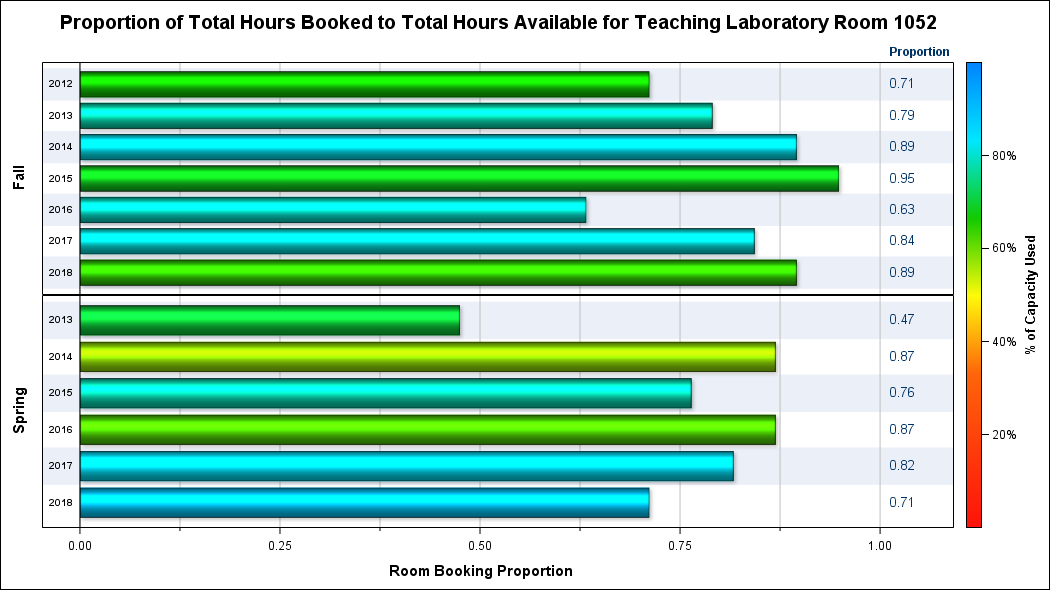 Proportion of Total Hours Booked to Total Hours Available for Teaching Laboratory Room 1052
Proportion
Fall
2012 0.71
2013 0.79
2014 0.89
2015 0.95
2016 0.63
2017 0.84
2018 0.89
Spring
2013 0.47
2014 0.87
2015 0.76
2016 0.87
2017 0.82
2018 0.71
0.00 0.25 0.50 0.75 1.00
Room Booking Proportion
80%
60%
40%
20%
% of Capacity Used